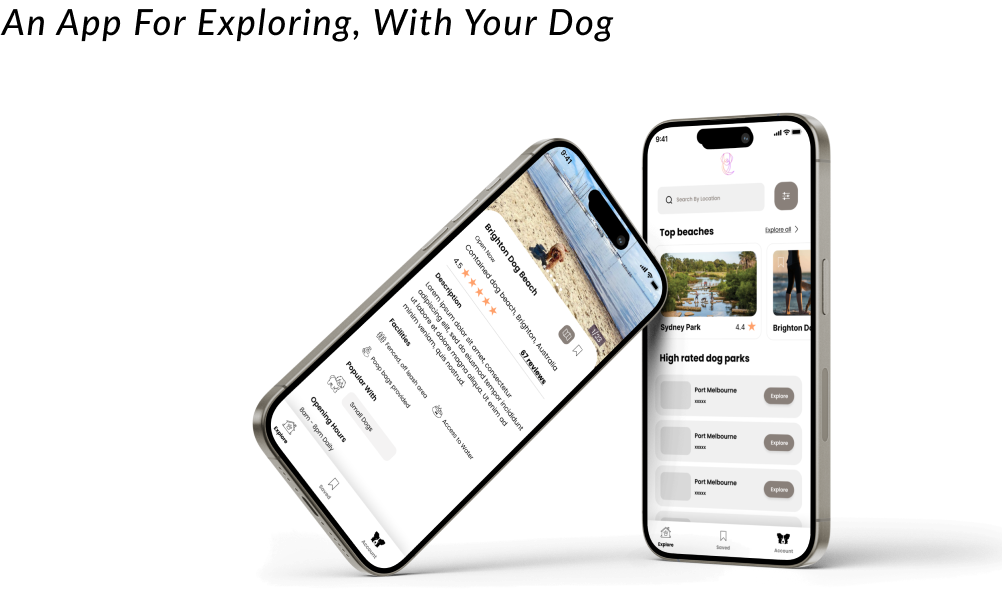 An App For Exploring, With Your Dog
9:41
Brighton Dog Beach
Open Now
Contained dog beach, Brighton, Australia
4.5
67 reviews
Description
Lorem ipsum dolor sit amet, consectetur
adipiscing elit, sed do eiusmod tempor incididunt
ut labore et dolore magna aliqua. Ut enim ad
minim veniam, quis nostrud.
Facilities
Fenced, off leash area
Poop bags provided
Access to Water
Popular With
Small Dogs
Opening Hours
8am - 8pm Daily
Explore
Saved
Account
9:41
Search By Location
Top beaches
Explore all
Sydney Park
4.4
Brighton Do
High rated dog parks
Port Melbourne
xxxxx
Explore
Port Melbourne
xxxxx
Explore
Port Melbourne
xxxxx
Explore
Explore
Saved
Account